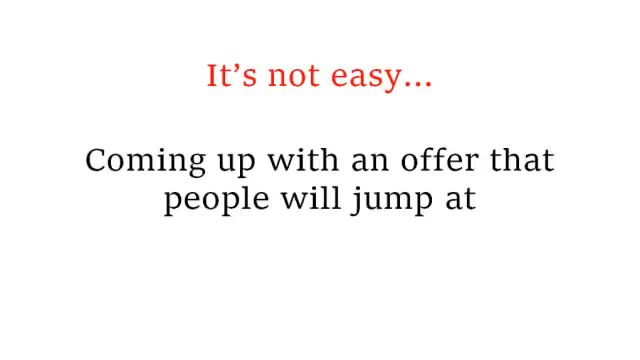 It’s not easy...
Coming up with an offer that
people will jump at